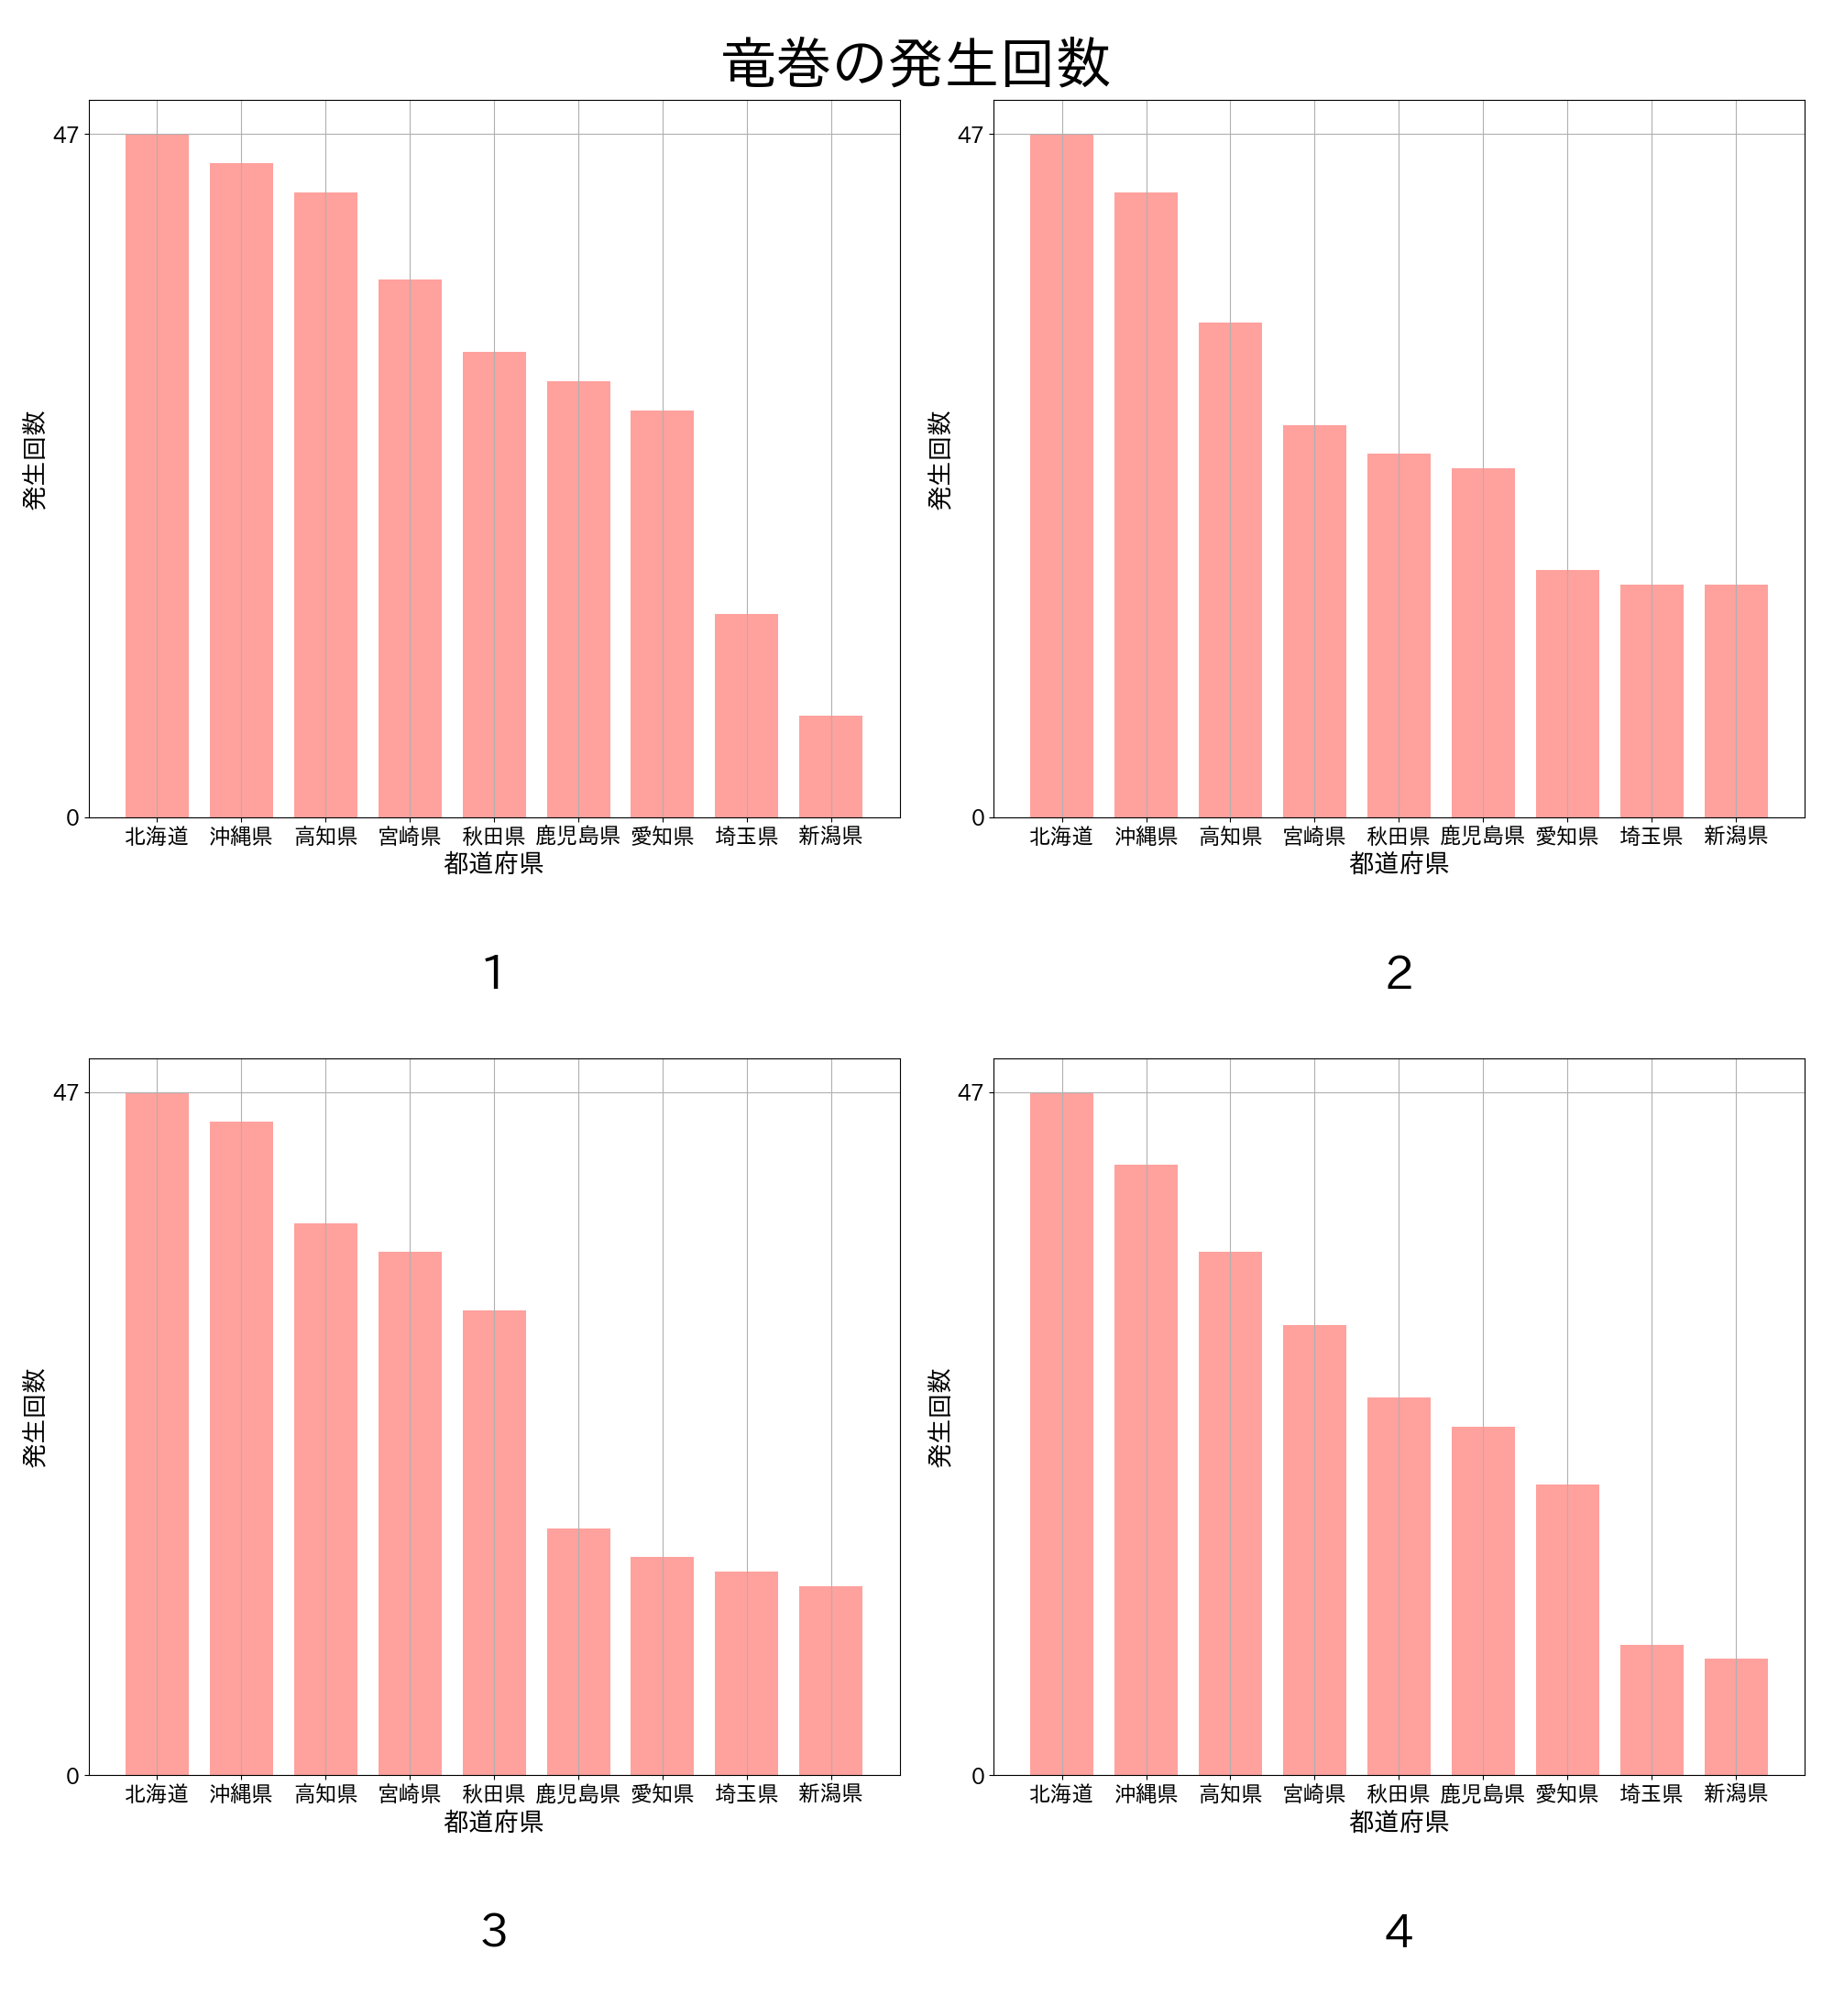 竜巻の発生回数
47
0
発生回数
北海道 沖縄県 高知県 宮崎県 秋田県 鹿児島県 愛知県 埼玉県 新潟県
都道府県
1
47
0
発生回数
北海道 沖縄県 高知県 宮崎県 秋田県 鹿児島県 愛知県 埼玉県 新潟県
都道府県
2
47
0
発生回数
北海道 沖縄県 高知県 宮崎県 秋田県 鹿児島県 愛知県 埼玉県 新潟県
都道府県
3
47
0
発生回数
北海道 沖縄県 高知県 宮崎県 秋田県 鹿児島県 愛知県 埼玉県 新潟県
都道府県
4